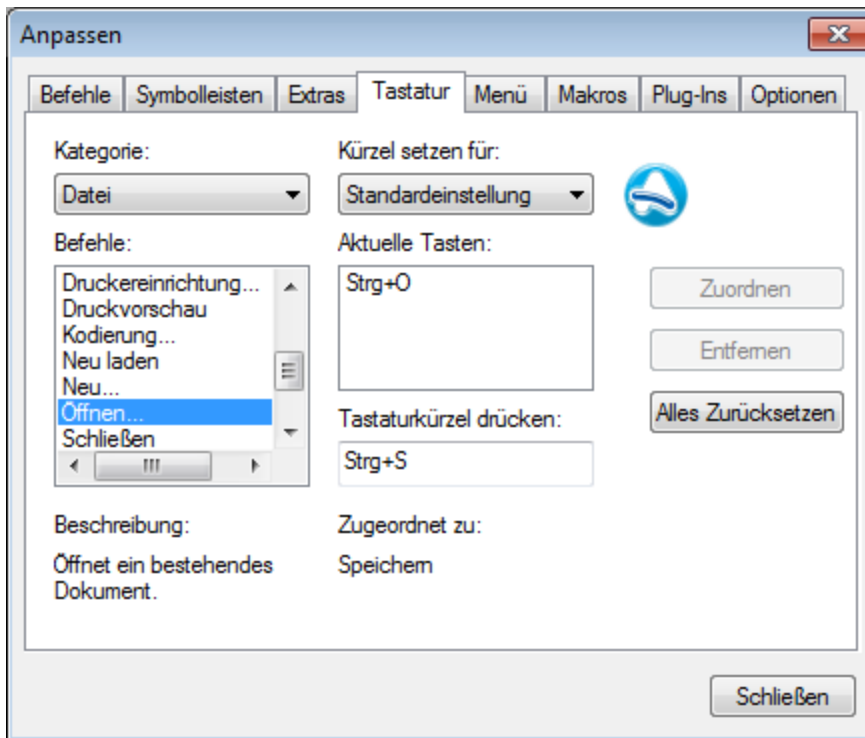 Anpassen
Befehle Symbolleisten Extras Tastatur Menü Makros Plug-Ins Optionen
Kategorie:
Datei
Befehle:
Druckereinrichtung...
Druckvorschau
Kodierung...
Neu laden
Neu...
Öffnen...
Schließen
Beschreibung:
Öffnet ein bestehendes
Dokument.
Kürzel setzen für:
Standardeinstellung
Aktuelle Tasten:
Strg+O
Tastaturkürzel drücken:
Strg+S
Zugeordnet zu:
Speichern
Zuordnen
Entfernen
Alles Zurücksetzen
Schließen